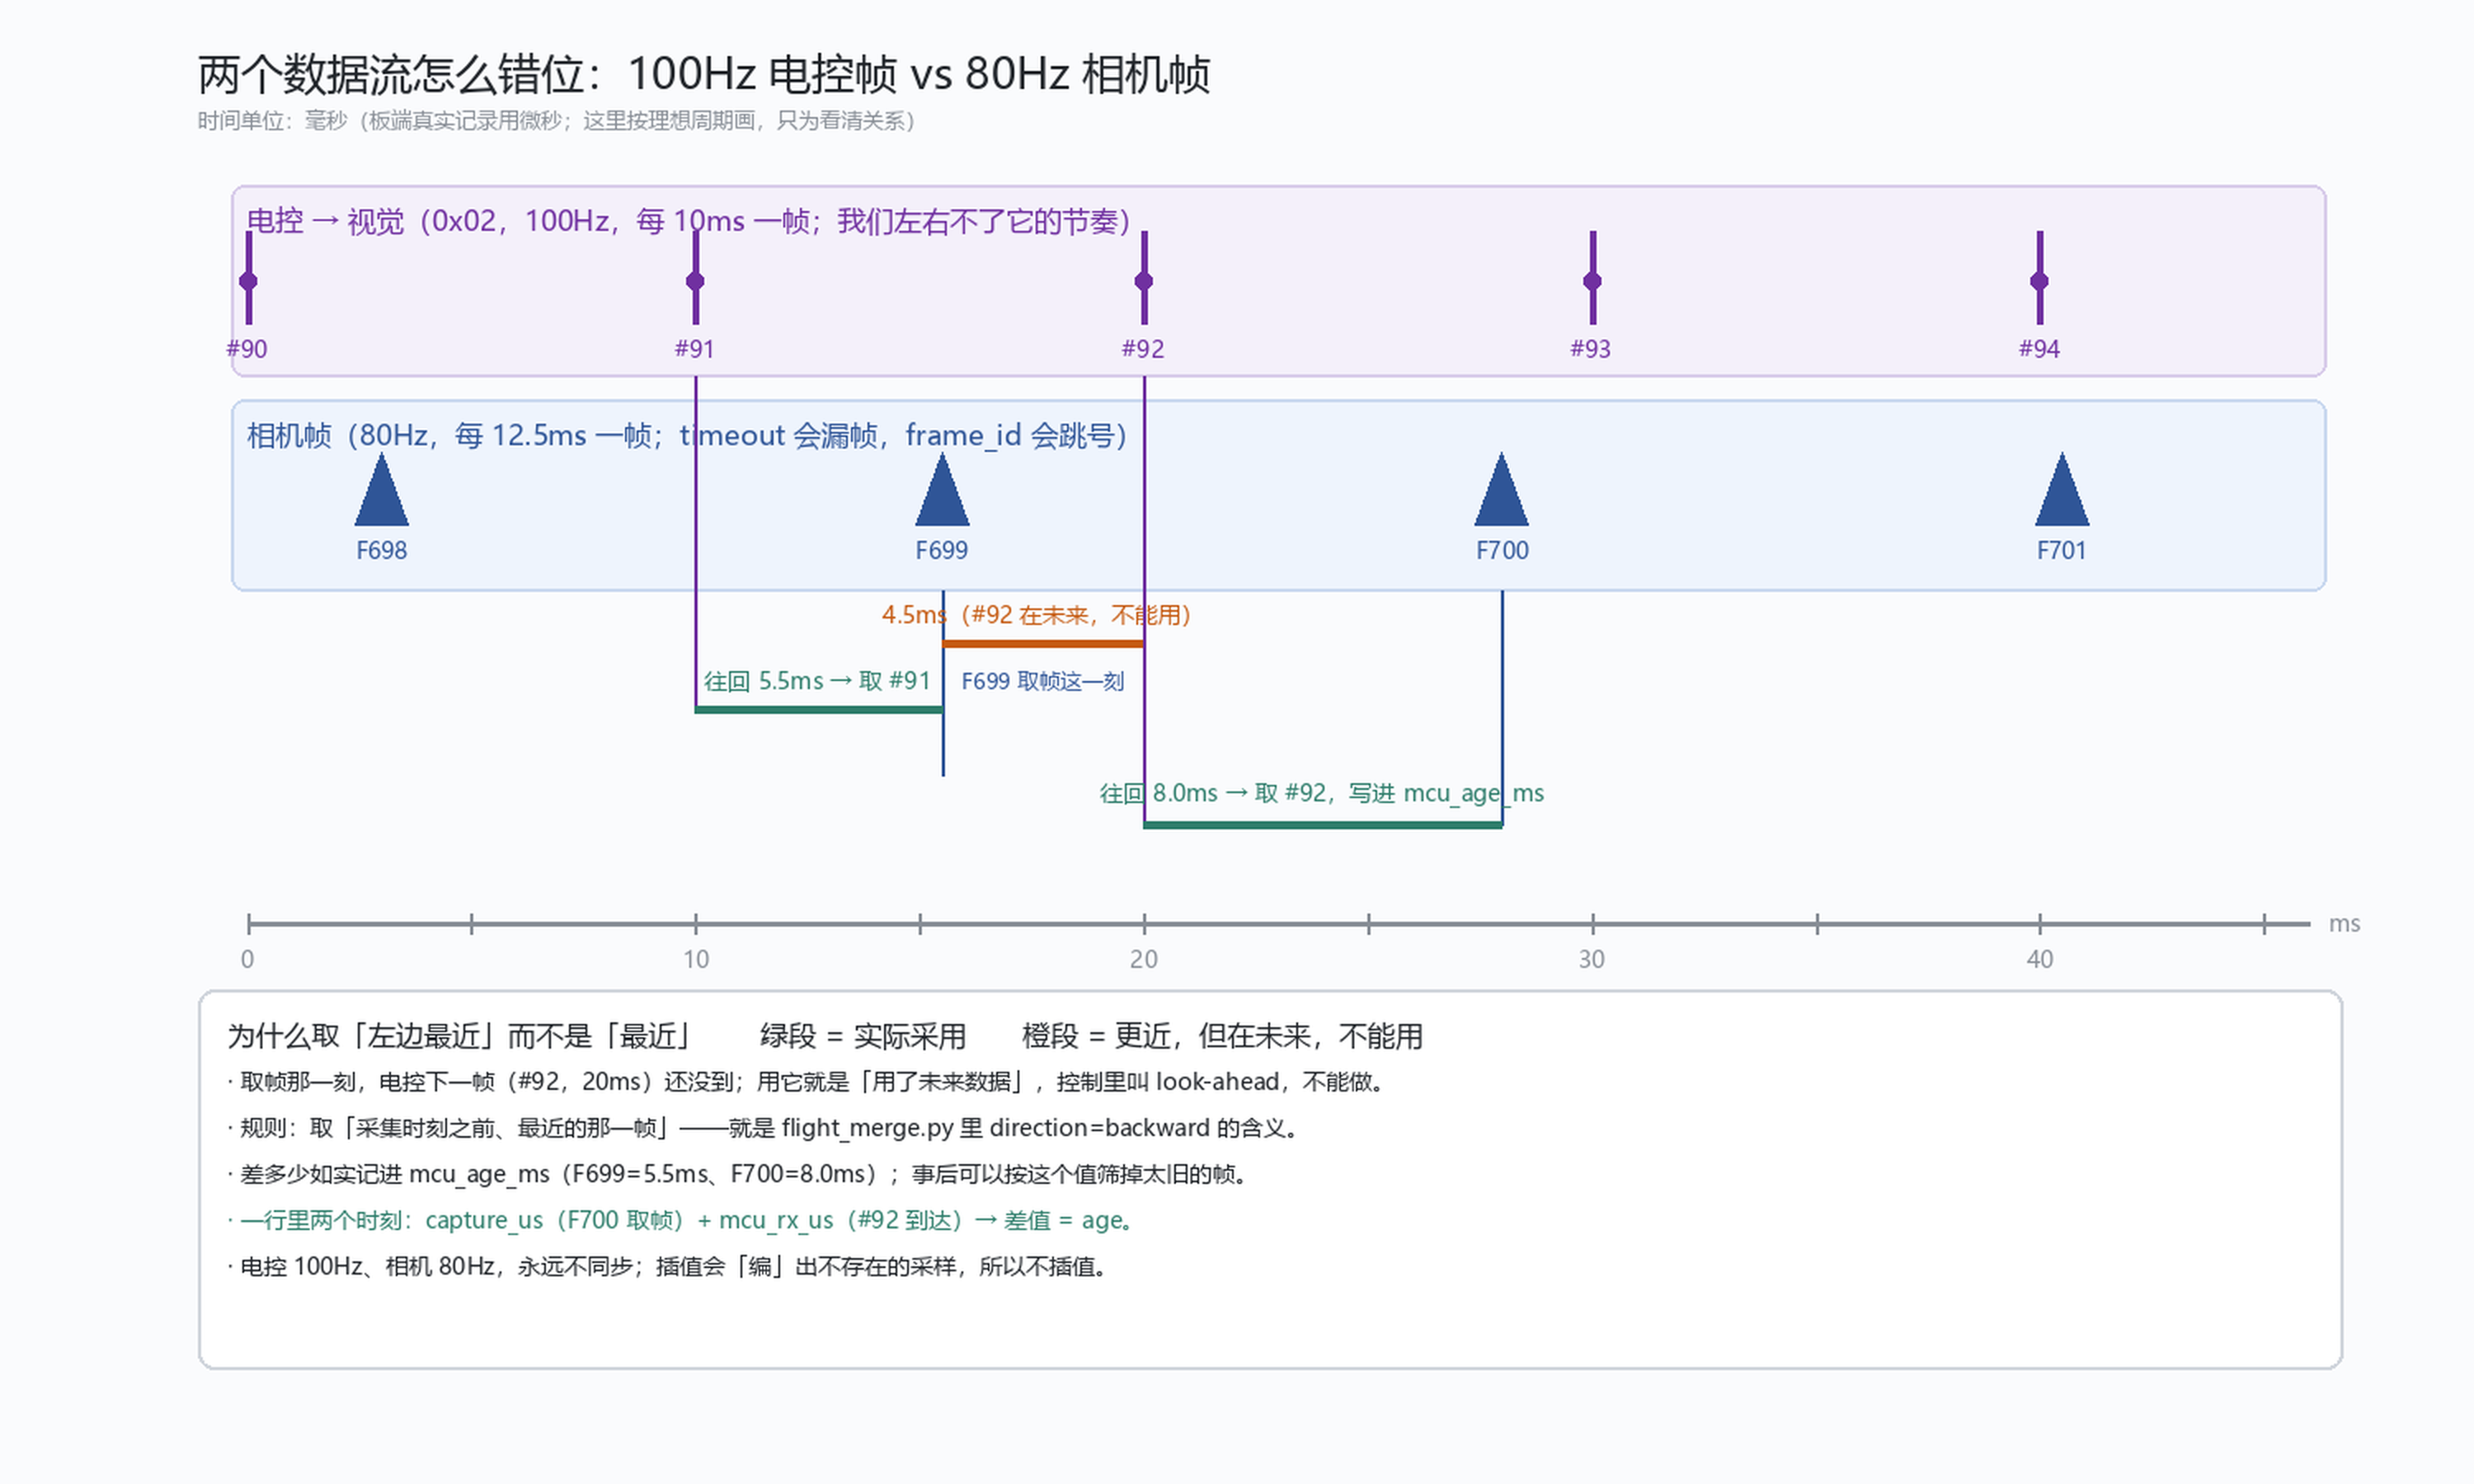 两个数据流怎么错位：100Hz 电控帧 vs 80Hz 相机帧
时间单位：毫秒（板端真实记录用微秒；这里按理想周期画，只为看清关系）
电控 → 视觉（0x02，100Hz，每 10ms 一帧；我们左右不了它的节奏）
#90
#91
#92
#93
#94
相机帧（80Hz，每 12.5ms 一帧；timeout 会漏帧，frame_id 会跳号）
F698
F699
F700
F701
4.5ms（#92 在未来，不能用）
往回 5.5ms → 取 #91
F699 取帧这一刻
往回 8.0ms → 取 #92，写进 mcu_age_ms
ms
0
10
20
30
40
为什么取「左边最近」而不是「最近」 绿段 = 实际采用 橙段 = 更近，但在未来，不能用
· 取帧那一刻，电控下一帧（#92，20ms）还没到；用它就是「用了未来数据」，控制里叫 look-ahead，不能做。
· 规则：取「采集时刻之前、最近的那一帧」——就是 flight_merge.py 里 direction=backward 的含义。
· 差多少如实记进 mcu_age_ms（F699=5.5ms、F700=8.0ms）；事后可以按这个值筛掉太旧的帧。
· 一行里两个时刻：capture_us（F700 取帧）+ mcu_rx_us（#92 到达）→ 差值 = age。
· 电控 100Hz、相机 80Hz，永远不同步；插值会「编」出不存在的采样，所以不插值。